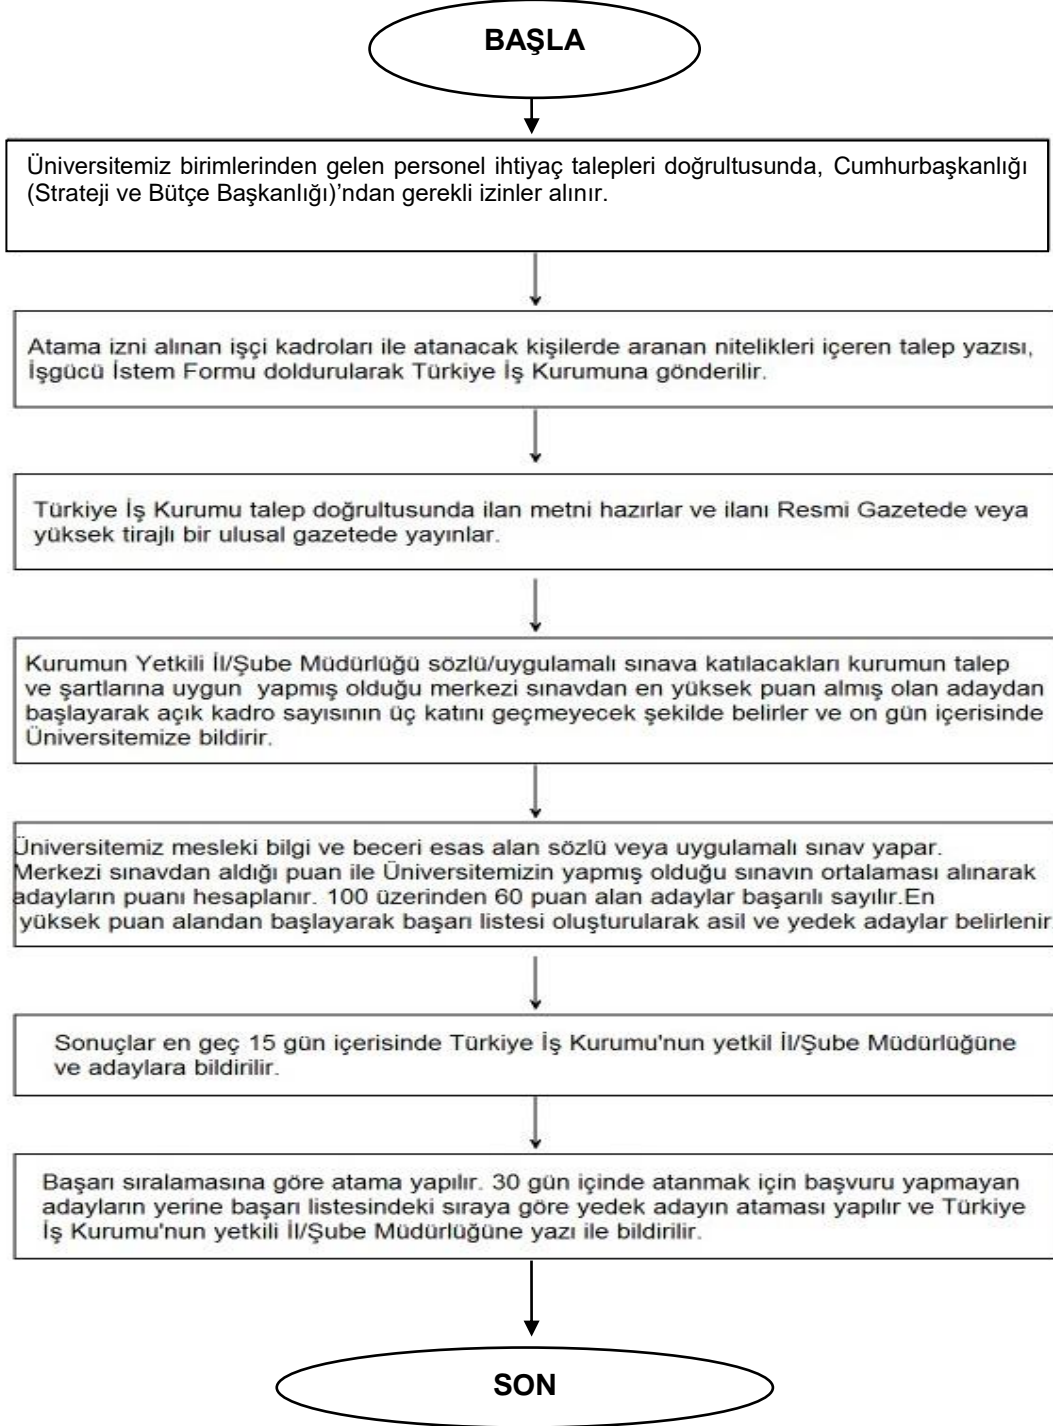 BAŞLA
Üniversitemiz birimlerinden gelen personel ihtiyaç talepleri doğrultusunda, Cumhurbaşkanlığı
(Strateji ve Bütçe Başkanlığı)’ndan gerekli izinler alınır.
Atama izni alınan işçi kadroları ile atanacak kişilerde aranan nitelikleri içeren talep yazısı,
İşgücü İstem Formu doldurularak Türkiye İş Kurumuna gönderilir.
Türkiye İş Kurumu talep doğrultusunda ilan metni hazırlar ve ilanı Resmi Gazetede veya
yüksek tirajlı bir ulusal gazetede yayınlar.
Kurumun Yetkili İl/Şube Müdürlüğü sözlü/uygulamalı sınava katılacakları kurumun talep
ve şartlarına uygun yapmış olduğu merkezi sınavdan en yüksek puan almış olan adaydan
başlayarak açık kadro sayısının üç katını geçmeyecek şekilde belirler ve on gün içerisinde
Üniversitemize bildirir.
Üniversitemiz mesleki bilgi ve beceri esas alan sözlü veya uygulamalı sınav yapar.
Merkezi sınavdan aldığı puan ile Üniversitemizin yapmış olduğu sınavın ortalaması alınarak
adayların puanı hesaplanır. 100 üzerinden 60 puan alan adaylar başarılı sayılır.En
yüksek puan alandan başlayarak başarı listesi oluşturularak asil ve yedek adaylar belirlenir
Sonuçlar en geç 15 gün içerisinde Türkiye İş Kurumu'nun yetkil İl/Şube Müdürlüğüne
ve adaylara bildirilir.
Başarı sıralamasına göre atama yapılır. 30 gün içinde atanmak için başvuru yapmayan
adayların yerine başarı listesindeki sıraya göre yedek adayın ataması yapılır ve Türkiye
İş Kurumu'nun yetkili İl/Şube Müdürlüğüne yazı ile bildirilir.
SON